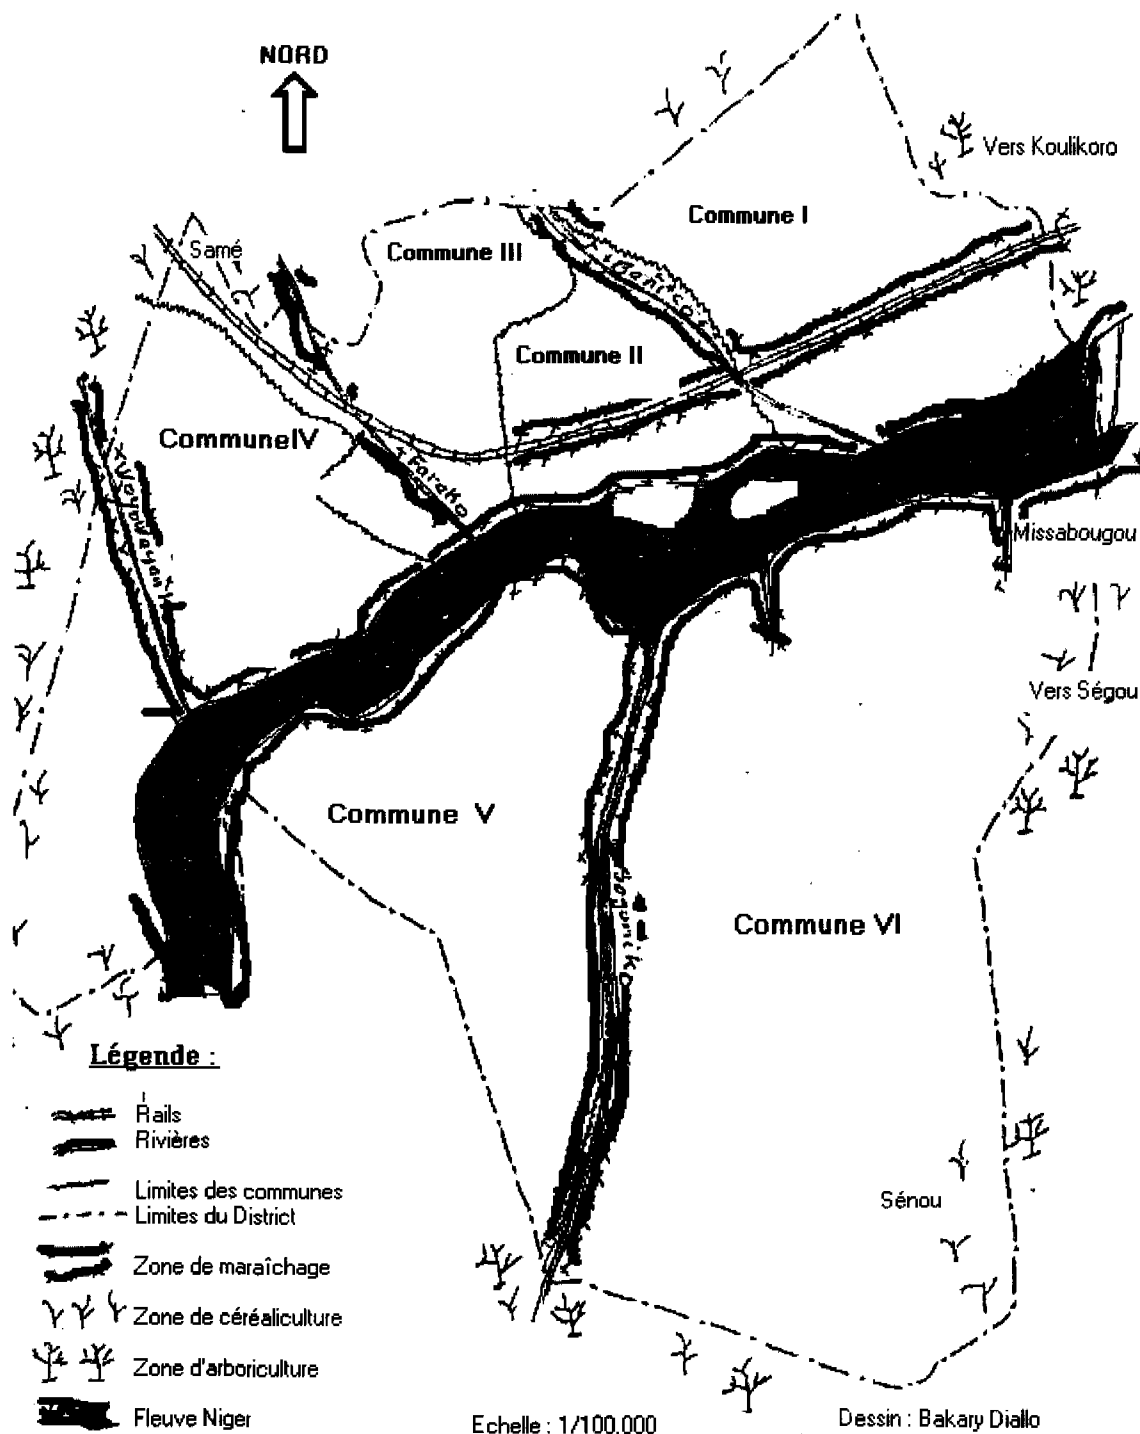 NORD
Vers Koulikoro
Commune I
Samé
Commune III
Commune II
CommuneIV
Farako
Missabougou
Vers Ségou
Commune V
Commune VI
Sénou
Légende :
Rails
Rivières
Limites des communes
Limites du District
Zone de maraîchage
Zone de céréaliculture
Zone d'arboriculture
Fleuve Niger
Echelle : 1/100.000
Dessin : Bakary Diallo